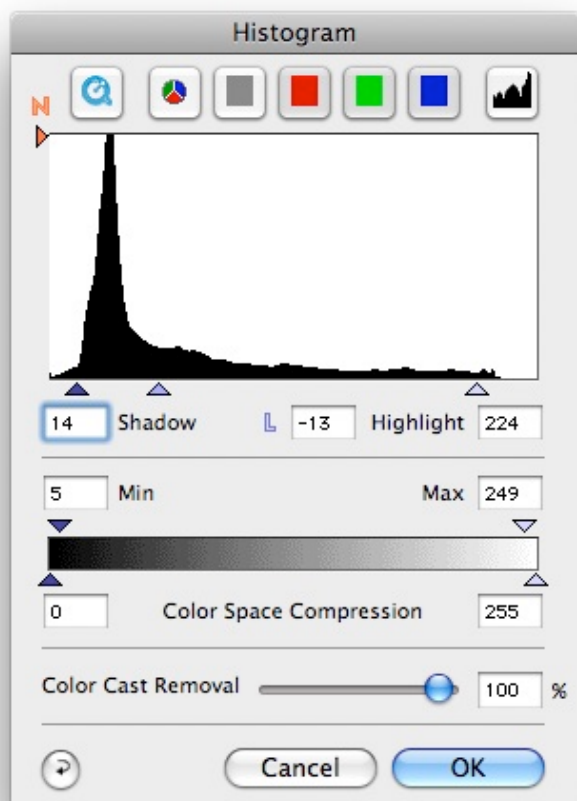 Histogram
N
14 Shadow L -13 Highlight 224
5 Min Max 249
0 Color Space Compression 255
Color Cast Removal 100 %
Cancel OK